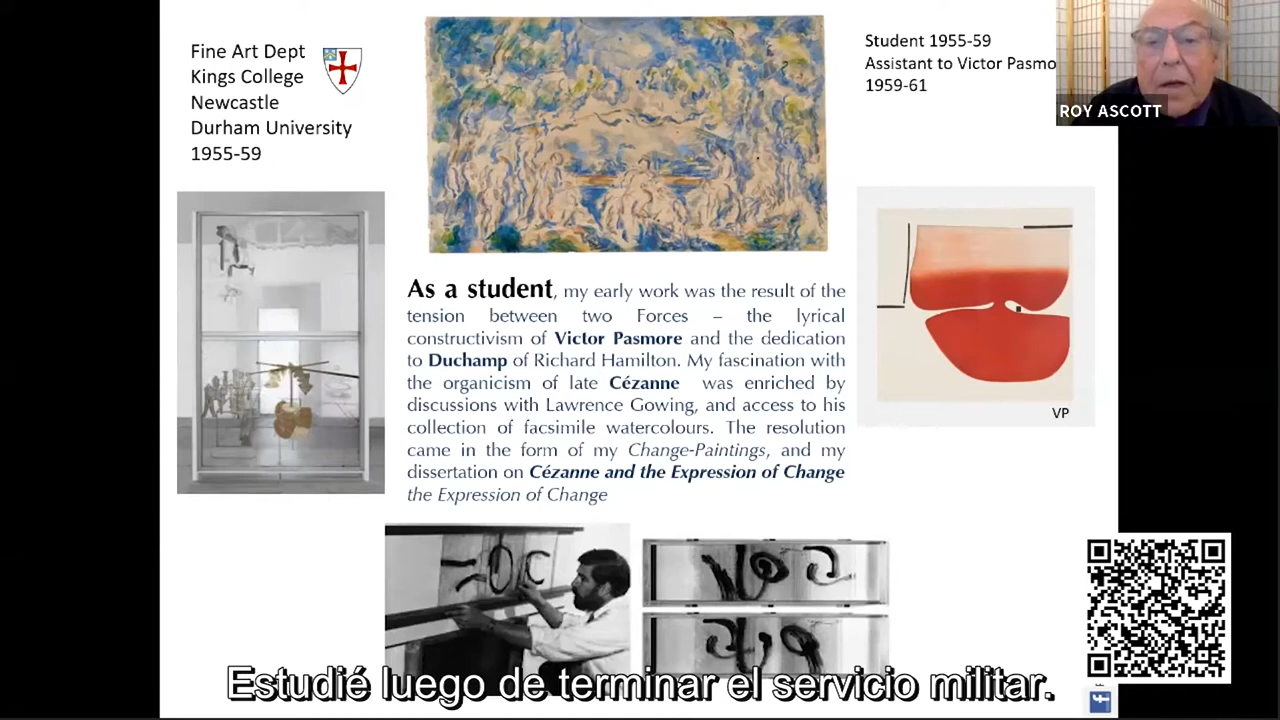 Fine Art Dept
Kings College
Newcastle
Durham University
1955-59
Student 1955-59
Assistant to Victor Pasmo
1959-61
ROY ASCOTT
As a student, my early work was the result of the
tension between two Forces – the lyrical
constructivism of Victor Pasmore and the dedication
to Duchamp of Richard Hamilton. My fascination with
the organicism of late Cézanne was enriched by
discussions with Lawrence Gowing, and access to his
collection of facsimile watercolours. The resolution
came in the form of my Change-Paintings, and my
dissertation on Cézanne and the Expression of Change
the Expression of Change
VP
Estudié luego de terminar el servicio militar.